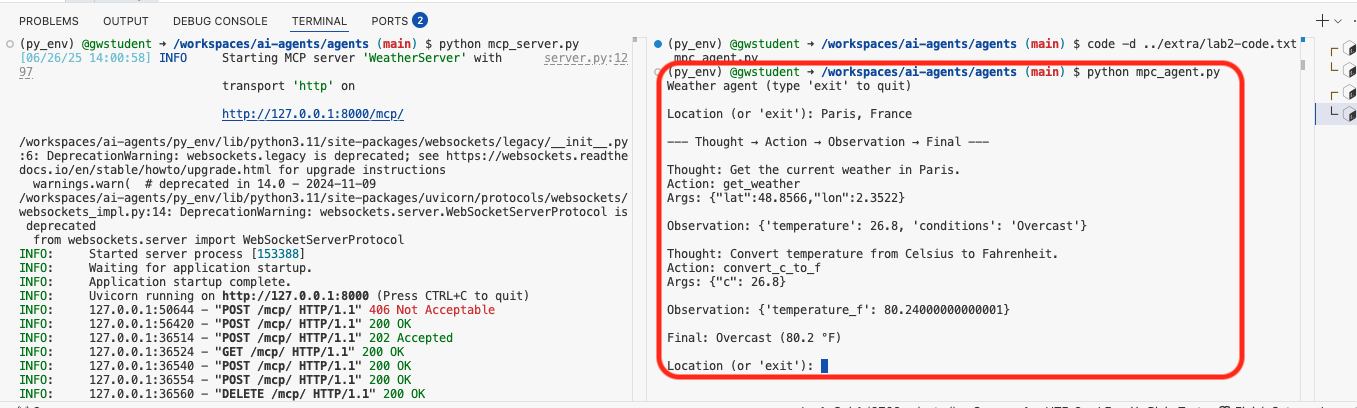 PROBLEMS OUTPUT DEBUG CONSOLE TERMINAL PORTS 2
(py_env) @gwstudent → /workspaces/ai-agents/agents (main) $ python mcp_server.py
[06/26/25 14:00:58] INFO Starting MCP server 'WeatherServer' with server.py:12
97
transport 'http' on
http://127.0.0.1:8000/mcp/
/workspaces/ai-agents/py_env/lib/python3.11/site-packages/websockets/legacy/__init__.py
:6: DeprecationWarning: websockets.legacy is deprecated; see https://websockets.readthe
docs.io/en/stable/howto/upgrade.html for upgrade instructions
warnings.warn( # deprecated in 14.0 - 2024-11-09
/workspaces/ai-agents/py_env/lib/python3.11/site-packages/uvicorn/protocols/websockets/
websockets_impl.py:14: DeprecationWarning: websockets.server.WebSocketServerProtocol is
deprecated
from websockets.server import WebSocketServerProtocol
INFO: Started server process [153388]
INFO: Waiting for application startup.
INFO: Application startup complete.
INFO: Uvicorn running on http://127.0.0.1:8000 (Press CTRL+C to quit)
INFO: 127.0.0.1:50644 - "POST /mcp/ HTTP/1.1" 406 Not Acceptable
INFO: 127.0.0.1:56420 - "POST /mcp/ HTTP/1.1" 200 OK
INFO: 127.0.0.1:36514 - "POST /mcp/ HTTP/1.1" 202 Accepted
INFO: 127.0.0.1:36524 - "GET /mcp/ HTTP/1.1" 200 OK
INFO: 127.0.0.1:36540 - "POST /mcp/ HTTP/1.1" 200 OK
INFO: 127.0.0.1:36554 - "POST /mcp/ HTTP/1.1" 200 OK
INFO: 127.0.0.1:36560 - "DELETE /mcp/ HTTP/1.1" 200 OK
(py_env) @gwstudent → /workspaces/ai-agents/agents (main) $ code -d ../extra/lab2-code.txt
mpc_agent.py
(py_env) @gwstudent → /workspaces/ai-agents/agents (main) $ python mpc_agent.py
Weather agent (type 'exit' to quit)
Location (or 'exit'): Paris, France
--- Thought → Action → Observation → Final ---
Thought: Get the current weather in Paris.
Action: get_weather
Args: {"lat":48.8566,"lon":2.3522}
Observation: {'temperature': 26.8, 'conditions': 'Overcast'}
Thought: Convert temperature from Celsius to Fahrenheit.
Action: convert_c_to_f
Args: {"c": 26.8}
Observation: {'temperature_f': 80.24000000000001}
Final: Overcast (80.2 °F)
Location (or 'exit'):